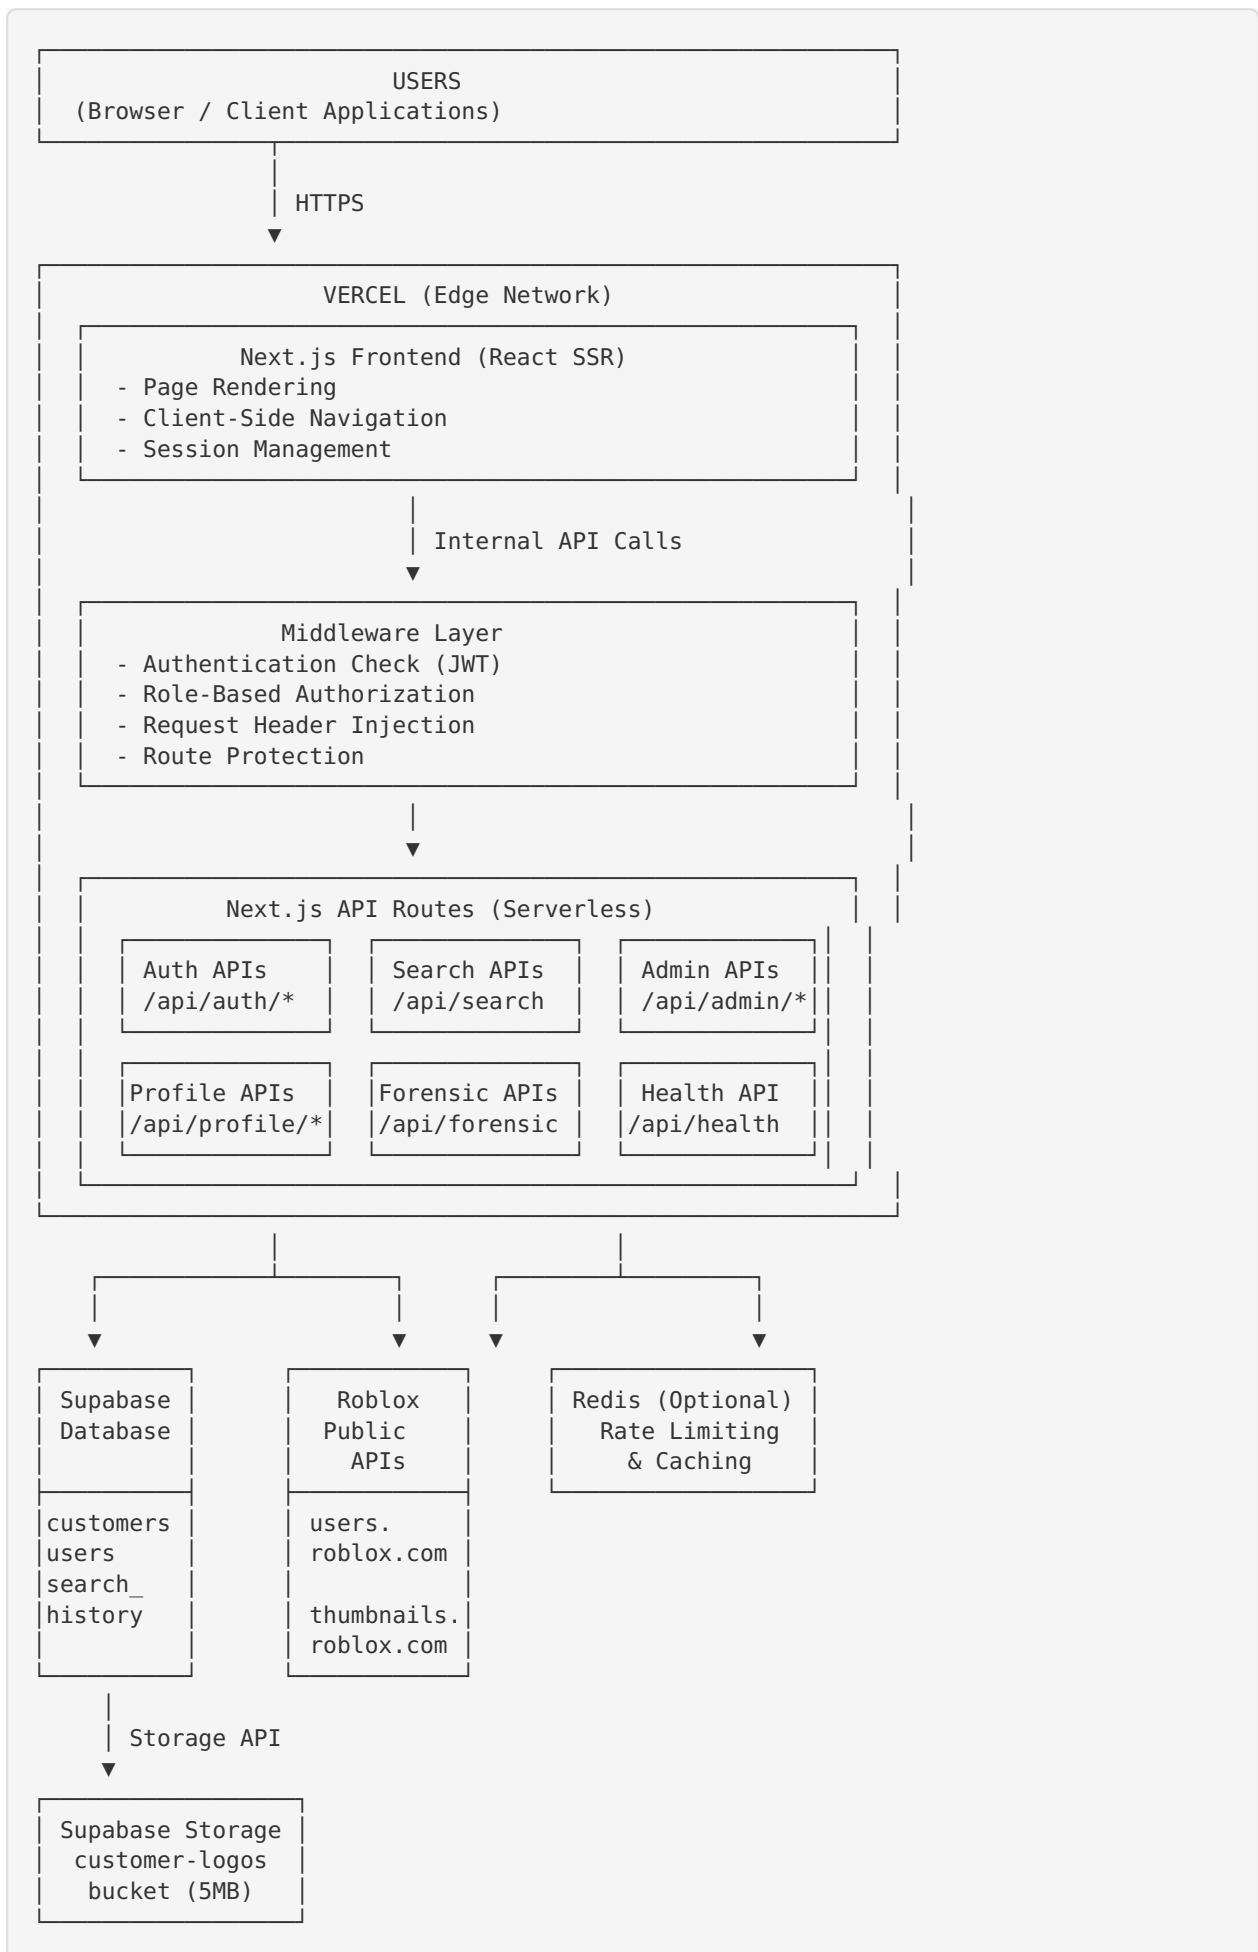 USERS
(Browser / Client Applications)
HTTPS
VERCEL (Edge Network)
Next.js Frontend (React SSR)
- Page Rendering
- Client-Side Navigation
- Session Management
Internal API Calls
Middleware Layer
- Authentication Check (JWT)
- Role-Based Authorization
- Request Header Injection
- Route Protection
Next.js API Routes (Serverless)
Auth APIs Search APIs Admin APIs
/api/auth/* /api/search /api/admin/*
Profile APIs Forensic APIs Health API
/api/profile/* /api/forensic /api/health
Supabase Roblox Redis (Optional)
Database Public Rate Limiting
APIs & Caching
customers users.
users roblox.com
search_
history thumbnails.
roblox.com
Storage API
Supabase Storage
customer-logos
bucket (5MB)